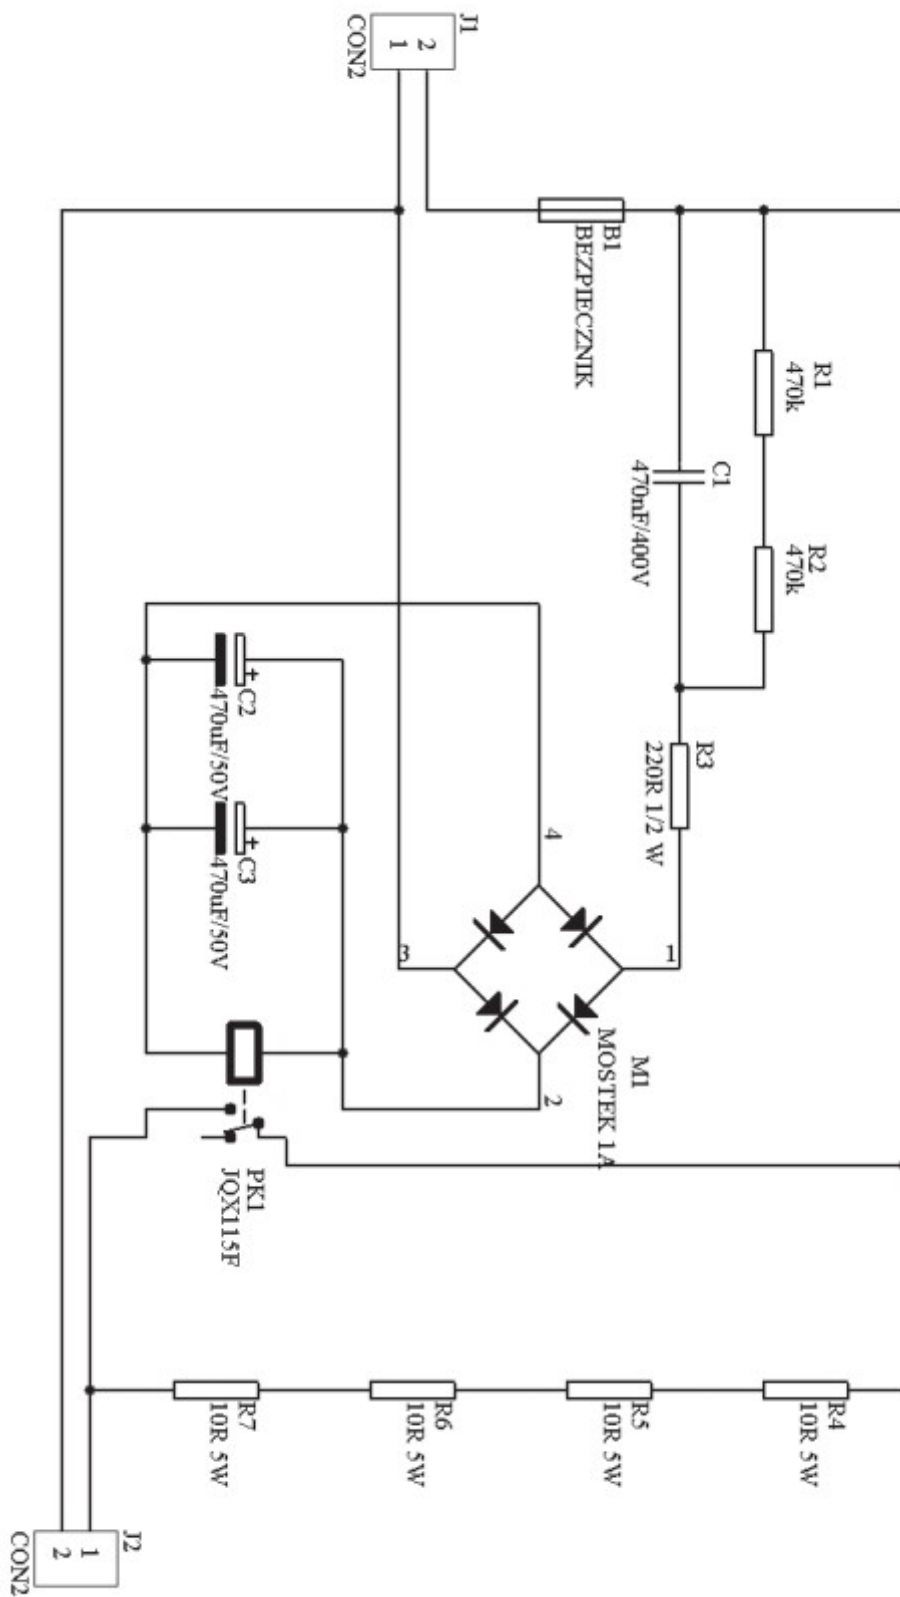 J1
CON2
1
2
B1
BEZPIECZNIK
R1
470k
C1
470nF/400V
R2
470k
R3
220R 1/2 W
C2
+
470uF/50V
C3
+
470uF/50V
4
3
1
2
M1
MOSTEK 1A
PK1
JQX115F
R7
10R 5W
R6
10R 5W
R5
10R 5W
R4
10R 5W
J2
CON2
1
2